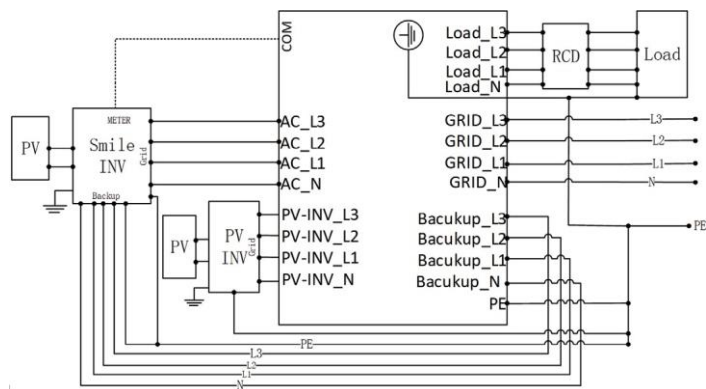 COM
Load_L3
Load_L2
Load_L1
Load_N
RCD
Load
METER
PV
Smile
INV
Grid
Backup
AC_L3
AC_L2
AC_L1
AC_N
GRID_L3
GRID_L2
GRID_L1
GRID_N
L3
L2
L1
N
PE
PV
PV
INV
Grid
PV-INV_L3
PV-INV_L2
PV-INV_L1
PV-INV_N
Bacukup_L3
Bacukup_L2
Bacukup_L1
Bacukup_N
PE
PE
L3
L2
L1
N